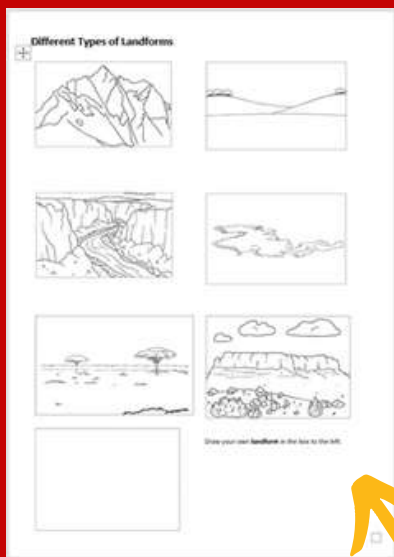 Different Types of Landforms
Draw your own landform in the box to the left.